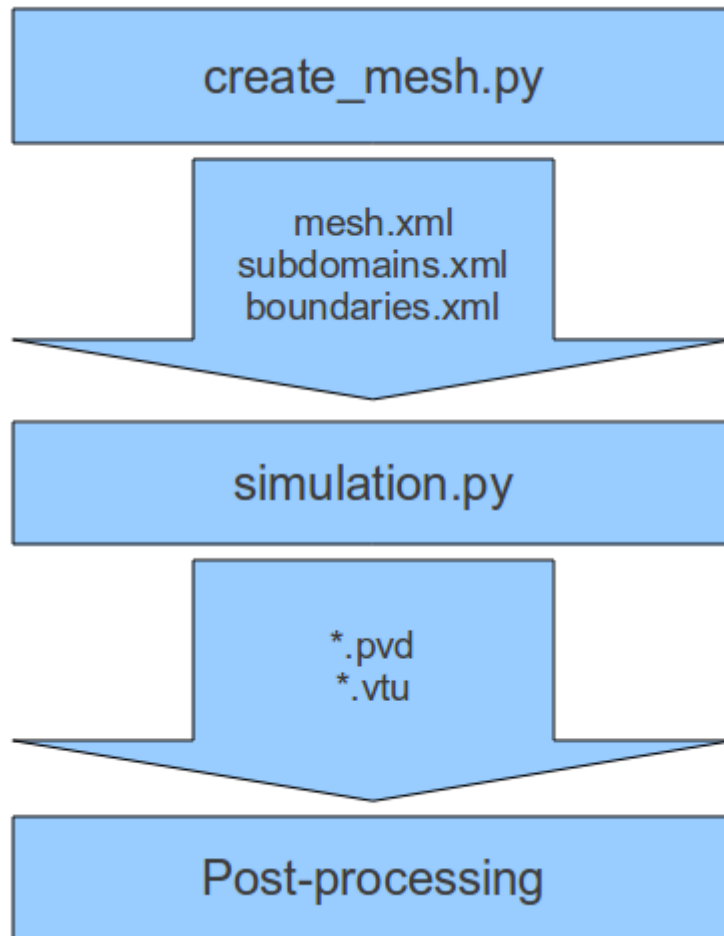 create_mesh.py
mesh.xml
subdomains.xml
boundaries.xml
simulation.py
*.pvd
*.vtu
Post-processing